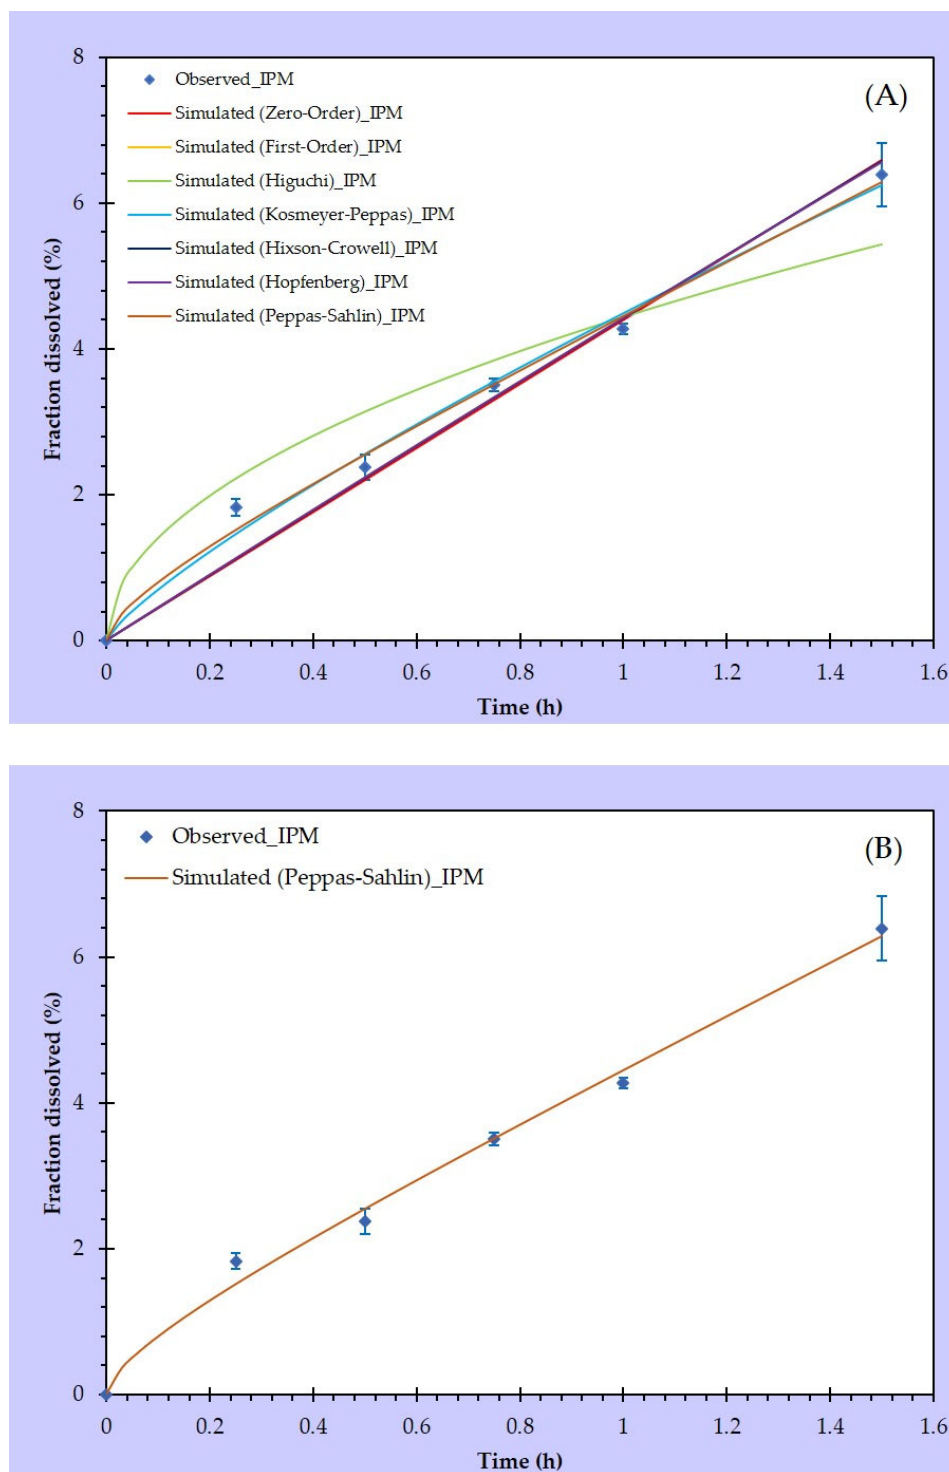 8
Observed_IPM
(A)
Simulated (Zero-Order)_IPM
Simulated (First-Order)_IPM
Simulated (Higuchi)_IPM
6
Simulated (Kosmeyer-Peppas)_IPM
Simulated (Hixson-Crowell)_IPM
Simulated (Hopfenberg)_IPM
Simulated (Peppas-Sahlin)_IPM
Fraction dissolved (%)
4
2
0
0 0.2 0.4 0.6 0.8 1 1.2 1.4 1.6
Time (h)
8
Observed_IPM
(B)
Simulated (Peppas-Sahlin)_IPM
6
Fraction dissolved (%)
4
2
0
0 0.2 0.4 0.6 0.8 1 1.2 1.4 1.6
Time (h)